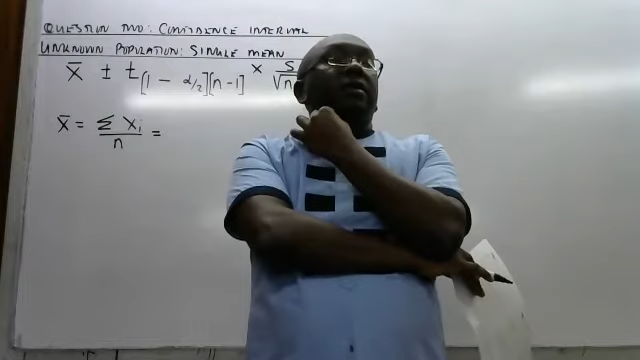 QUESTION TWO: CONFIDENCE INTERVAL
UNKNOWN POPULATION: SINGLE MEAN
x̄ ± t [1 - α/2][n-1] × s/√n
x̄ = Σxi/n =